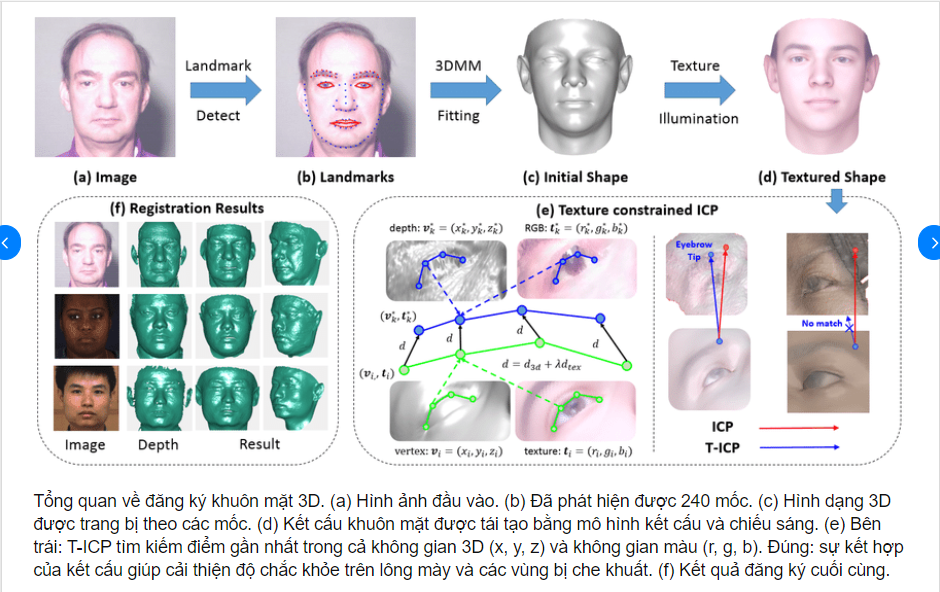 Landmark
Detect
3DMM
Fitting
Texture
Illumination
(a) Image
(b) Landmarks
(c) Initial Shape
(d) Textured Shape
(f) Registration Results
Image
Depth
Result
(e) Texture constrained ICP
depth: v*k = (x*k, y*k, z*k)
RGB: t*k = (r*k, g*k, b*k)
(v*k, t*k)
d
d
d
d
d = d3d + λdtex
(vi, ti)
vertex: vi = (xi, yi, zi)
texture: ti = (ri, gi, bi)
Eyebrow
Tip
No match
ICP
T-ICP
Tổng quan về đăng ký khuôn mặt 3D. (a) Hình ảnh đầu vào. (b) Đã phát hiện được 240 mốc. (c) Hình dạng 3D
được trang bị theo các mốc. (d) Kết cấu khuôn mặt được tái tạo bằng mô hình kết cấu và chiếu sáng. (e) Bên
trái: T-ICP tìm kiếm điểm gần nhất trong cả không gian 3D (x, y, z) và không gian màu (r, g, b). Đúng: sự kết hợp
của kết cấu giúp cải thiện độ chắc khỏe trên lông mày và các vùng bị che khuất. (f) Kết quả đăng ký cuối cùng.